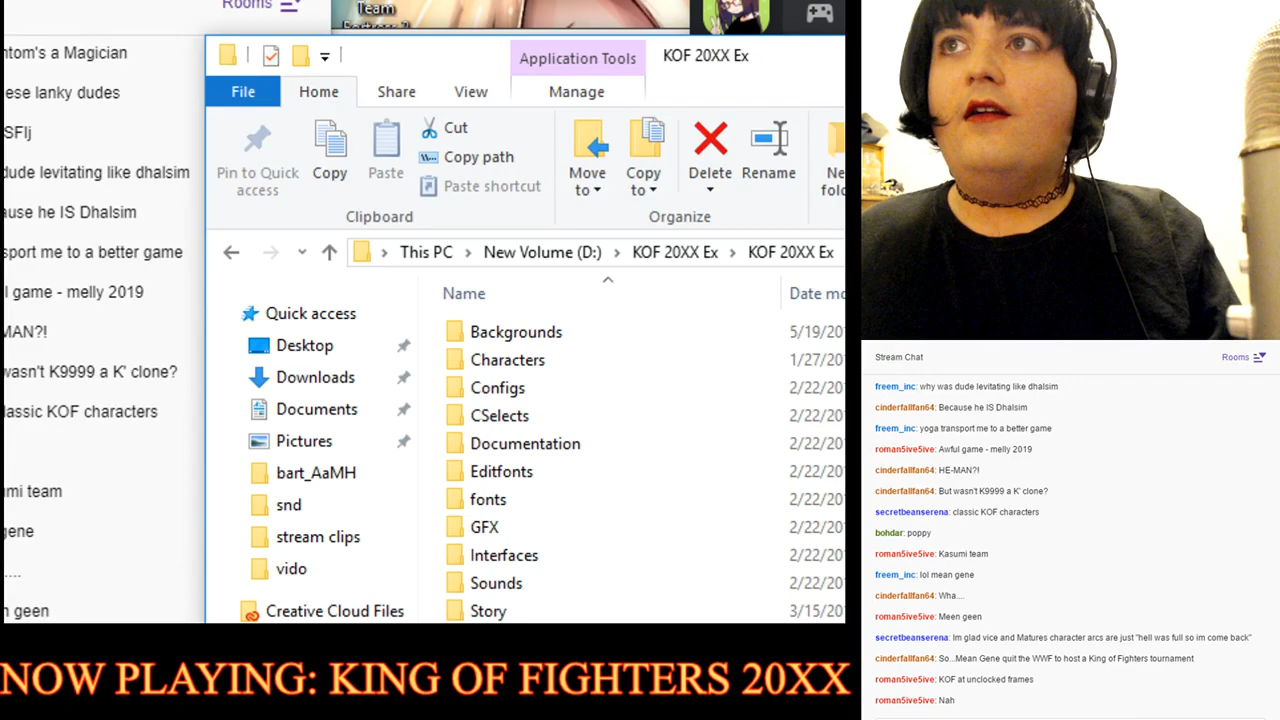 Rooms
Team
Fortress 2
ntom's a Magician
ese lanky dudes
SFIj
dude levitating like dhalsim
use he IS Dhalsim
sport me to a better game
l game - melly 2019
MAN?!
wasn't K9999 a K' clone?
lassic KOF characters
umi team
gene
....
n geen
Application Tools
KOF 20XX Ex
File
Home
Share
View
Manage
Pin to Quick access
Copy
Paste
Cut
Copy path
Paste shortcut
Clipboard
Move to
Copy to
Delete
Rename
Organize
Ne
fol
This PC > New Volume (D:) > KOF 20XX Ex > KOF 20XX Ex
Name
Date mo
Quick access
Desktop
Downloads
Documents
Pictures
bart_AaMH
snd
stream clips
vido
Creative Cloud Files
Backgrounds 5/19/20
Characters 1/27/20
Configs 2/22/20
CSelects 2/22/20
Documentation 2/22/20
Editfonts 2/22/20
fonts 2/22/20
GFX 2/22/20
Interfaces 2/22/20
Sounds 2/22/20
Story 3/15/20
NOW PLAYING: KING OF FIGHTERS 20XX
Stream Chat
Rooms
freem_inc: why was dude levitating like dhalsim
cinderfallfan64: Because he IS Dhalsim
freem_inc: yoga transport me to a better game
roman5ive5ive: Awful game - melly 2019
cinderfallfan64: HE-MAN?!
cinderfallfan64: But wasn't K9999 a K' clone?
secretbeanserena: classic KOF characters
bohdar: poppy
roman5ive5ive: Kasumi team
freem_inc: lol mean gene
cinderfallfan64: Wha....
roman5ive5ive: Meen geen
secretbeanserena: Im glad vice and Matures character arcs are just "hell was full so im come back"
cinderfallfan64: So...Mean Gene quit the WWF to host a King of Fighters tournament
roman5ive5ive: KOF at unclocked frames
roman5ive5ive: Nah